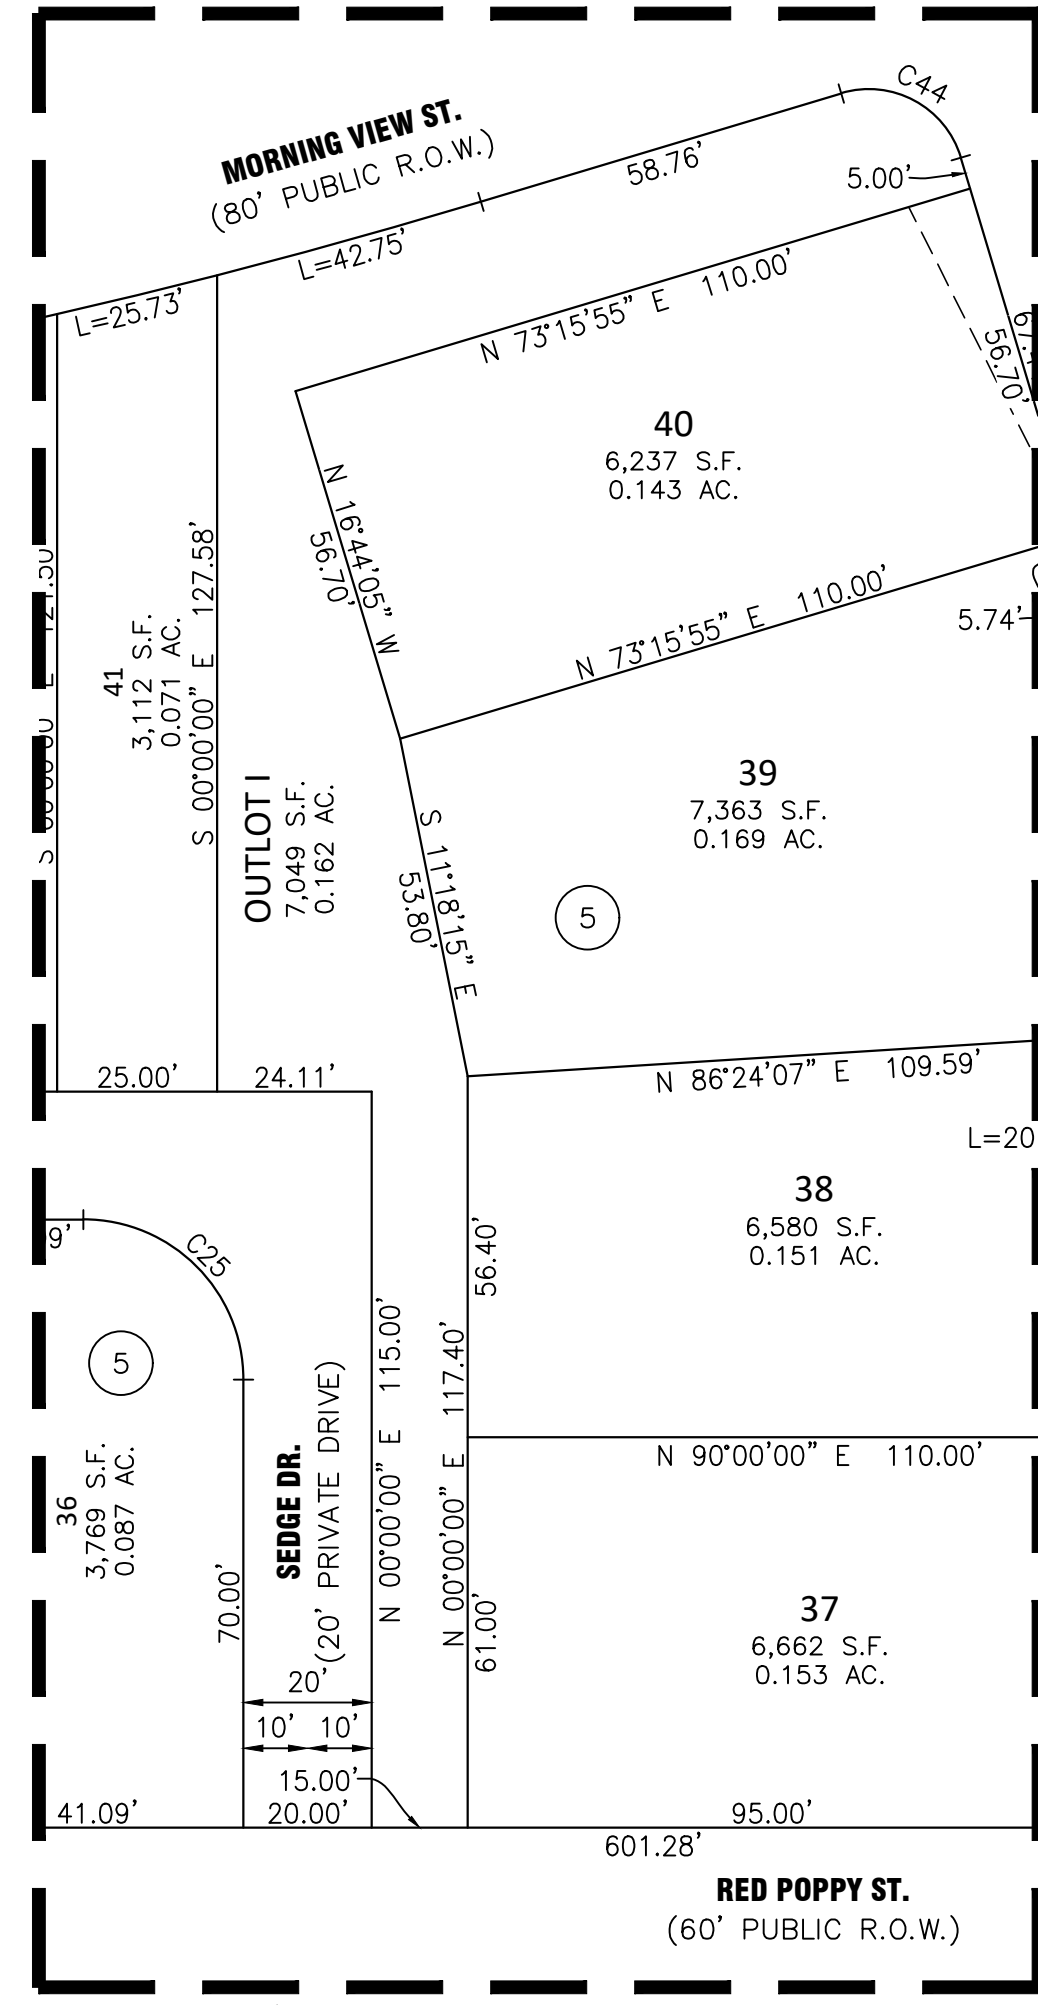 C44
MORNING VIEW ST.
(80' PUBLIC R.O.W.)
58.76'
5.00'
L=42.75'
L=25.73'
N 73°15'55" E 110.00'
56.70'
40
6,237 S.F.
0.143 AC.
N 16°44'05" W
56.70'
N 73°15'55" E 110.00'
5.74'
41
3,112 S.F.
0.071 AC.
S 00°00'00" E 127.58'
OUTLOT I
7,049 S.F.
0.162 AC.
39
7,363 S.F.
0.169 AC.
S 11°18'15" E
53.80'
5
25.00'
24.11'
N 86°24'07" E 109.59'
L=20
38
6,580 S.F.
0.151 AC.
9'
C25
56.40'
5
N 00°00'00" E 115.00'
N 00°00'00" E 117.40'
N 90°00'00" E 110.00'
36
3,769 S.F.
0.087 AC.
SEDGE DR.
(20' PRIVATE DRIVE)
70.00'
61.00'
37
6,662 S.F.
0.153 AC.
20'
10' 10'
15.00'
41.09'
20.00'
95.00'
601.28'
RED POPPY ST.
(60' PUBLIC R.O.W.)